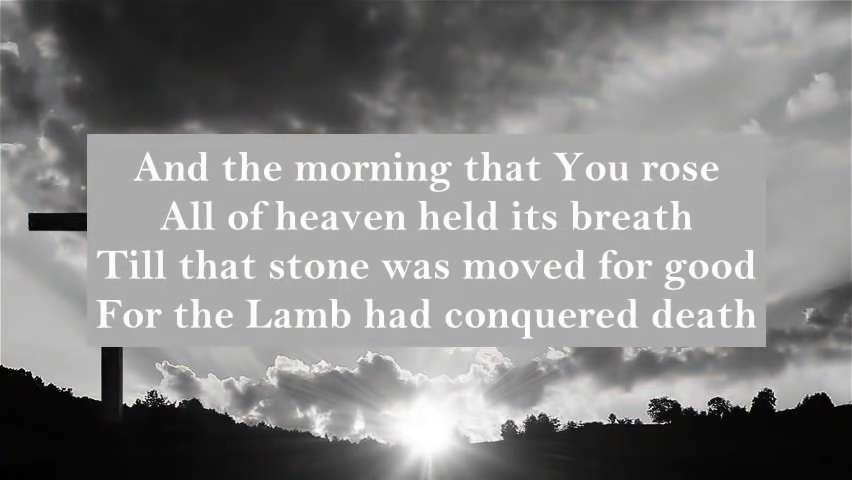 And the morning that You rose
All of heaven held its breath
Till that stone was moved for good
For the Lamb had conquered death